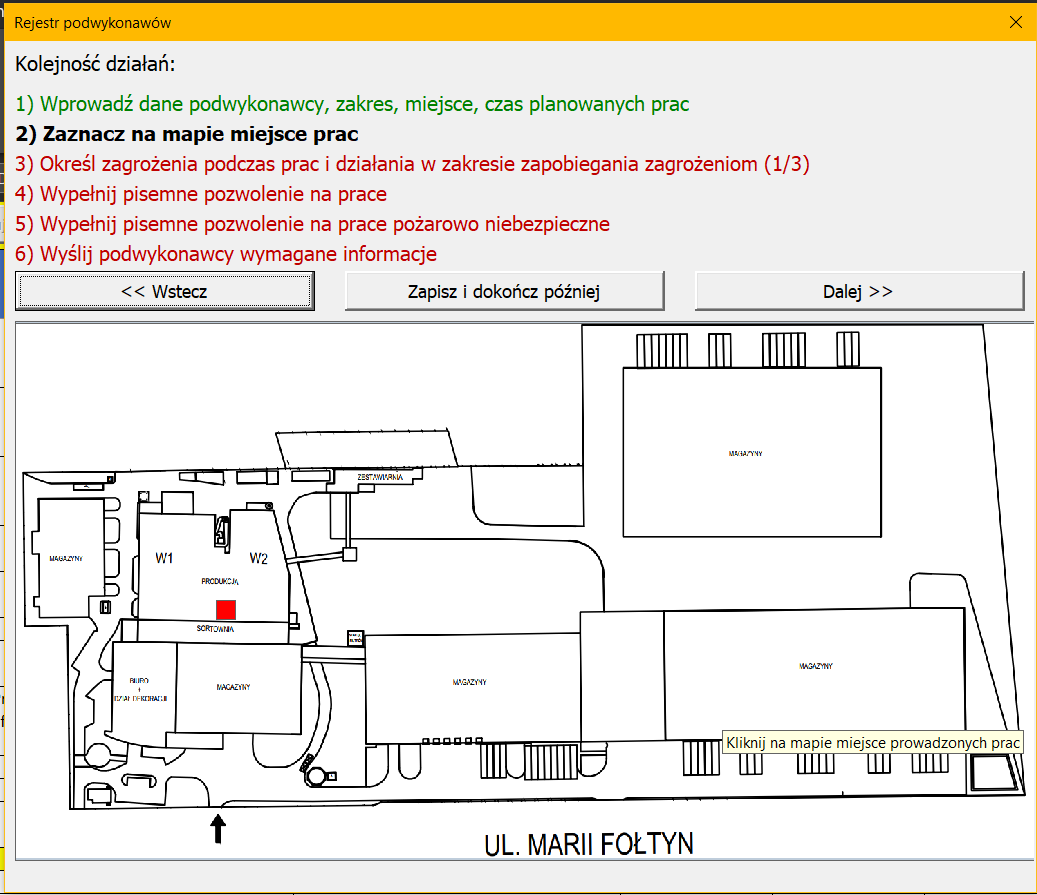 Rejestr podwykonawów
Kolejność działań:
1) Wprowadź dane podwykonawcy, zakres, miejsce, czas planowanych prac
2) Zaznacz na mapie miejsce prac
3) Określ zagrożenia podczas prac i działania w zakresie zapobiegania zagrożeniom (1/3)
4) Wypełnij pisemne pozwolenie na prace
5) Wypełnij pisemne pozwolenie na prace pożarowo niebezpieczne
6) Wyślij podwykonawcy wymagane informacje
<< Wstecz
Zapisz i dokończ później
Dalej >>
MAGAZYNY
ZESTAWIARNIA
MAGAZYNY
W1
W2
PRODUKCJA
SORTOWNIA
BIURO
+
DZIAŁ DEKORACJI
MAGAZYNY
MAGAZYNY
MAGAZYNY
Kliknij na mapie miejsce prowadzonych prac
UL. MARII FOŁTYN